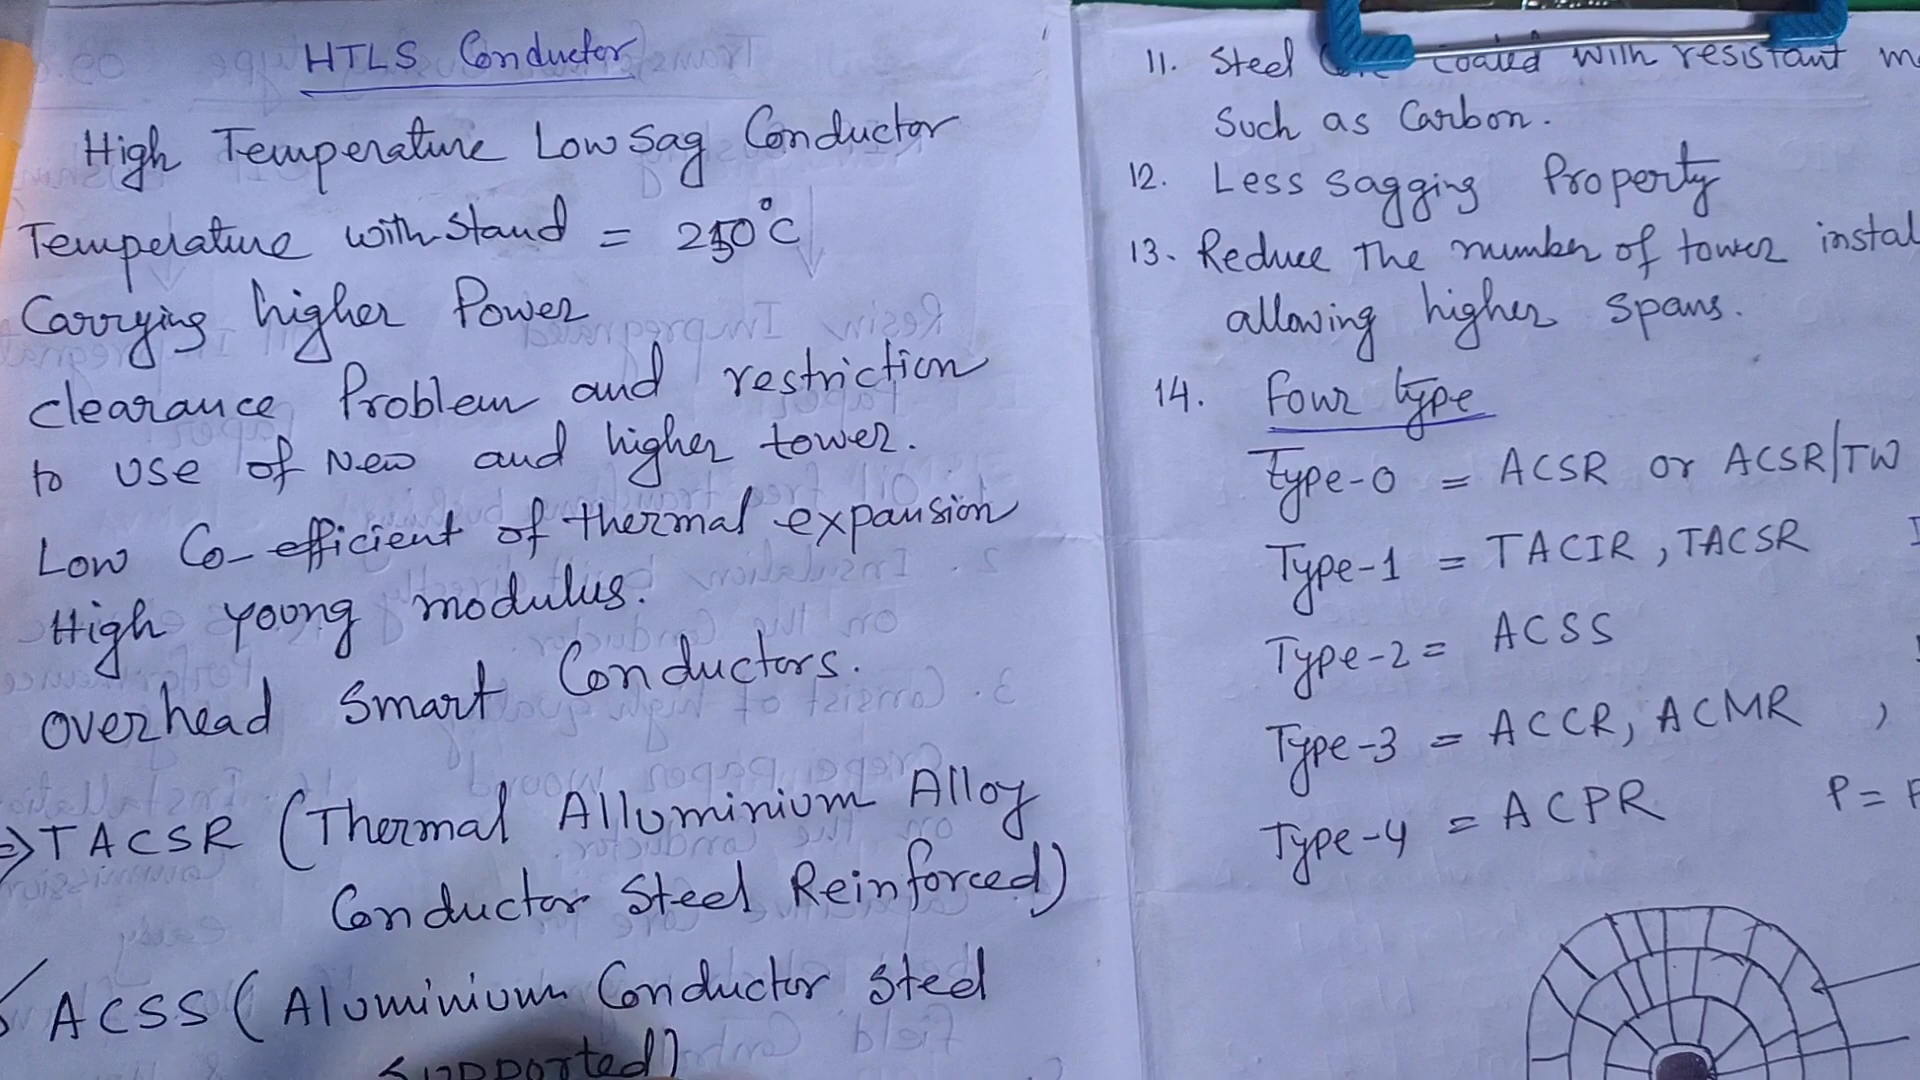 HTLS Conductor
High Temperature Low Sag Conductor
Temperature with stand = 250°C
Carrying higher Power
clearance Problem and restriction
to use of New and higher tower.
Low Co-efficient of thermal expansion
High young modulus.
overhead Smart Conductors.
⇒ TACSR (Thermal Alluminium Alloy
Conductor Steel Reinforced)
ACSS (Aluminium Conductor Steel
Supported)
11. Steel coated with resistant
Such as Carbon.
12. Less sagging Property
13. Reduce The number of tower instal
allowing higher spans.
14. four type
Type-0 = ACSR or ACSR/TW
Type-1 = TACIR, TACSR
Type-2 = ACSS
Type-3 = ACCR, ACMR ,
Type-4 = ACPR P=